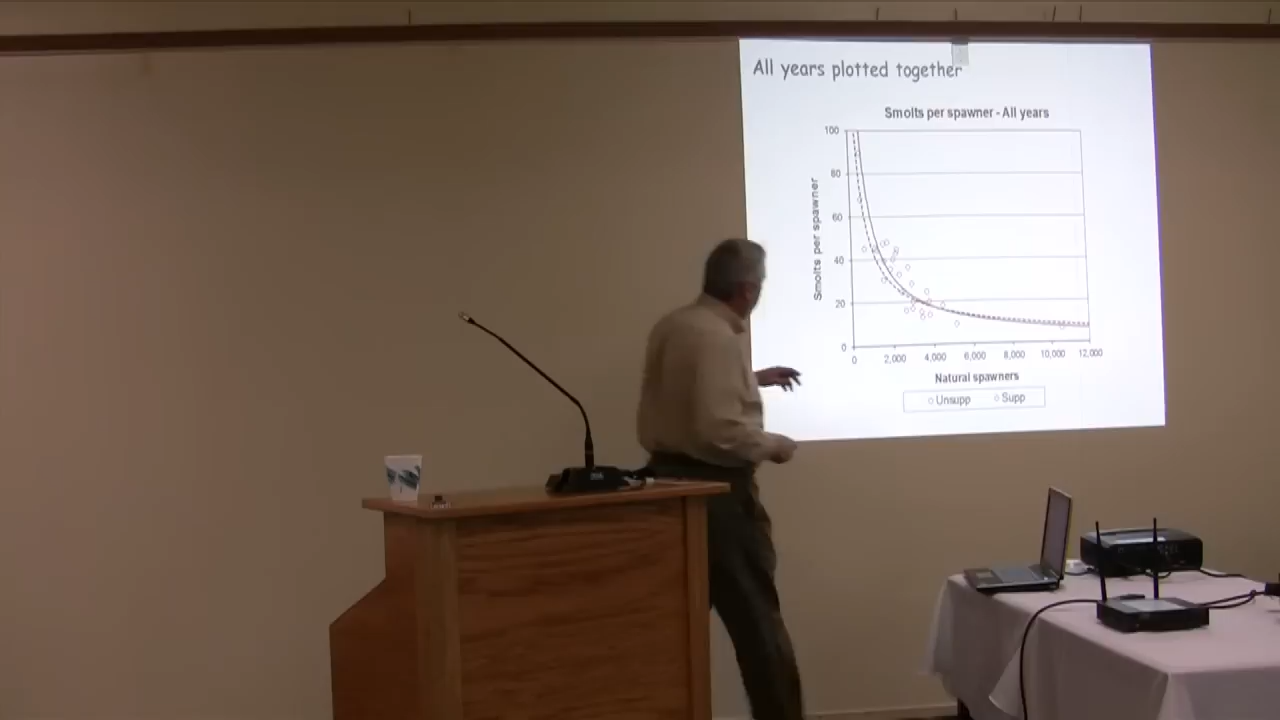 All years plotted together
Smolts per spawner - All years
Smolts per spawner
100
80
60
40
20
0
0 2,000 4,000 6,000 8,000 10,000 12,000
Natural spawners
Unsupp Supp